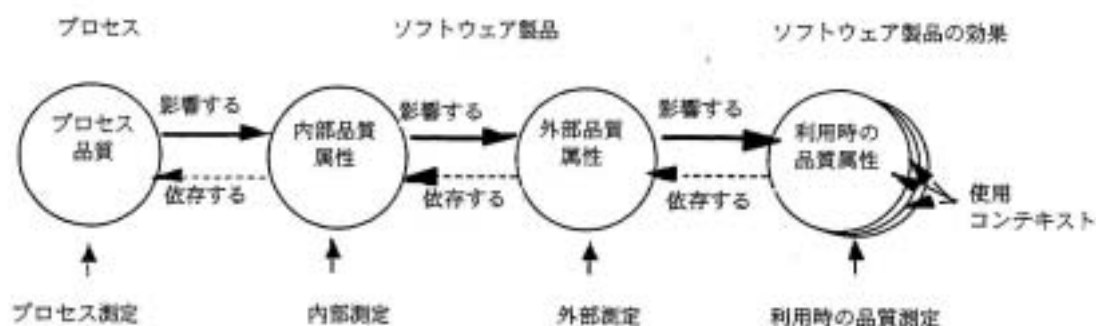 プロセス
ソフトウェア製品
ソフトウェア製品の効果
プロセス
品質
影響する
依存する
内部品質
属性
影響する
依存する
外部品質
属性
影響する
依存する
利用時の
品質属性
使用
コンテキスト
プロセス測定
内部測定
外部測定
利用時の品質測定